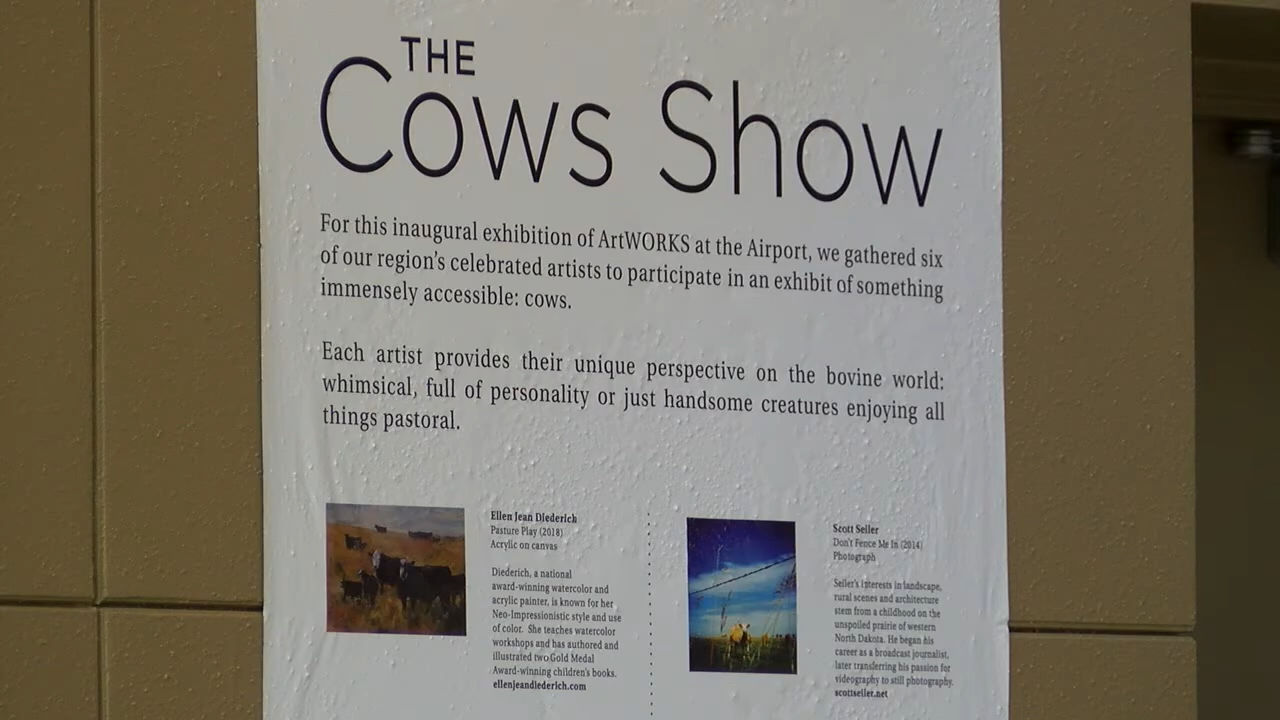 THE
Cows Show
For this inaugural exhibition of ArtWORKS at the Airport, we gathered six
of our region's celebrated artists to participate in an exhibit of something
immensely accessible: cows.
Each artist provides their unique perspective on the bovine world:
whimsical, full of personality or just handsome creatures enjoying all
things pastoral.
Ellen Jean Diederich
Pasture Play (2018)
Acrylic on canvas
Diederich, a national
award-winning watercolor and
acrylic painter, is known for her
Neo-Impressionistic style and use
of color. She teaches watercolor
workshops and has authored and
illustrated two Gold Medal
Award-winning children's books.
ellenjeandiederich.com
Scott Seiler
Don't Fence Me In (2014)
Photograph
Seiler's interests in landscape,
rural scenes and architecture
stem from a childhood on the
unspoiled prairie of western
North Dakota. He began his
career as a broadcast journalist,
later transferring his passion for
videography to still photography.
scottseiler.net